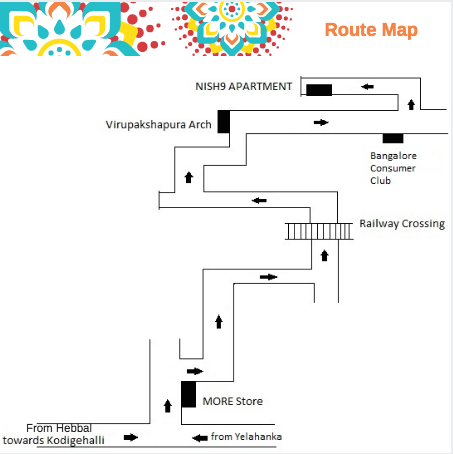 Route Map
NISH9 APARTMENT
Virupakshapura Arch
Bangalore
Consumer
Club
Railway Crossing
MORE Store
From Hebbal
towards Kodigehalli
from Yelahanka